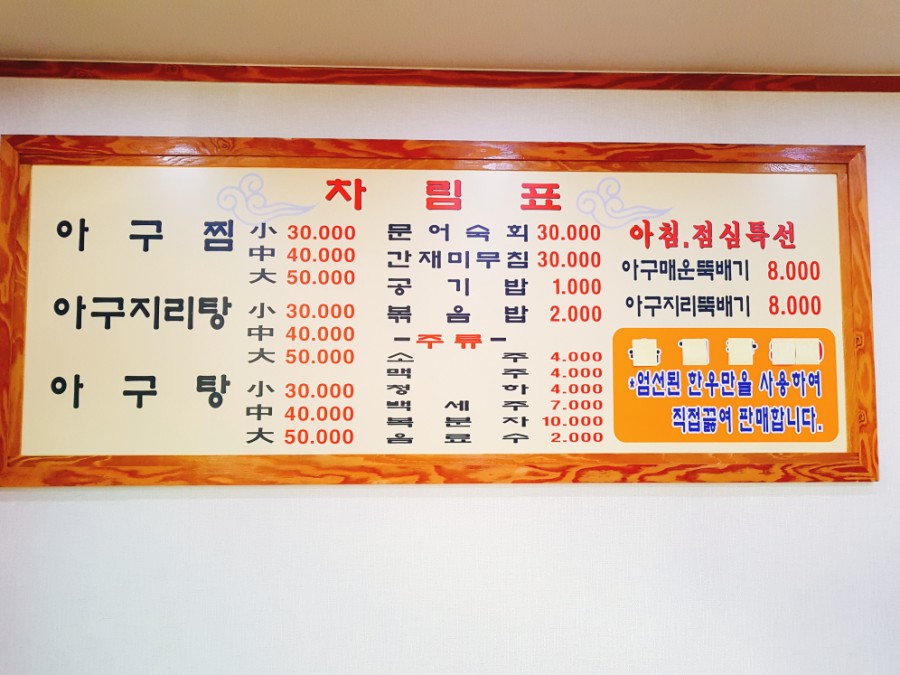 차림표
아구찜 小 30.000
中 40.000
大 50.000
아구지리탕 小 30.000
中 40.000
大 50.000
아구탕 小 30.000
中 40.000
大 50.000
문어숙회 30.000
간재미무침 30.000
공기밥 1.000
볶음밥 2.000
-주류-
소주 4.000
맥주 4.000
청하 4.000
백세주 7.000
복분자 10.000
음료수 2.000
아침.점심특선
아구매운뚝배기 8.000
아구지리뚝배기 8.000
*엄선된 한우만을 사용하여
직접끓여 판매합니다.